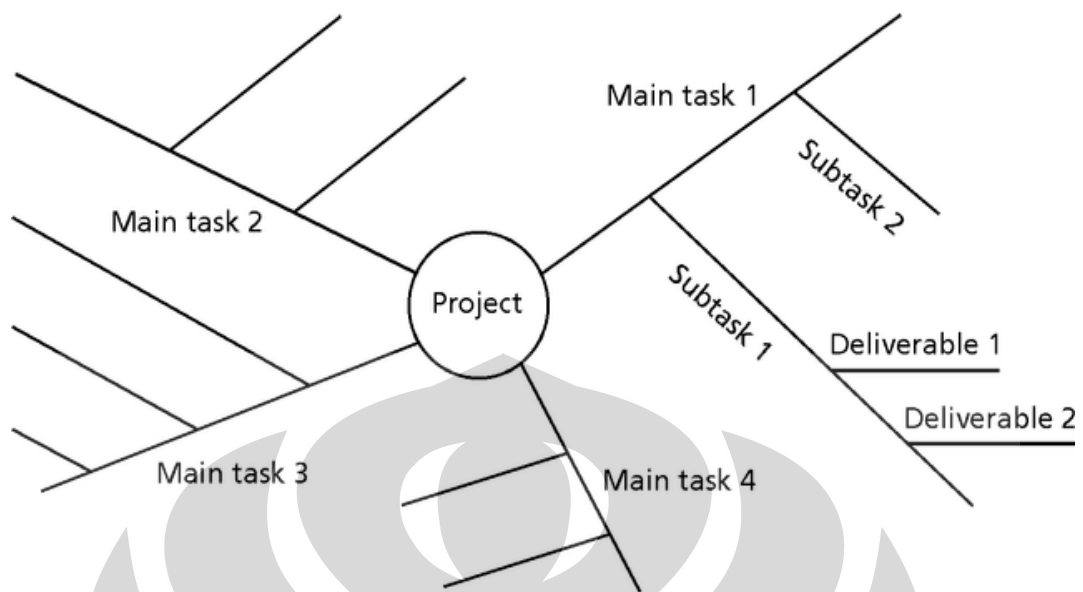 Main task 1
Subtask 2
Main task 2
Project
Subtask 1
Deliverable 1
Deliverable 2
Main task 3
Main task 4